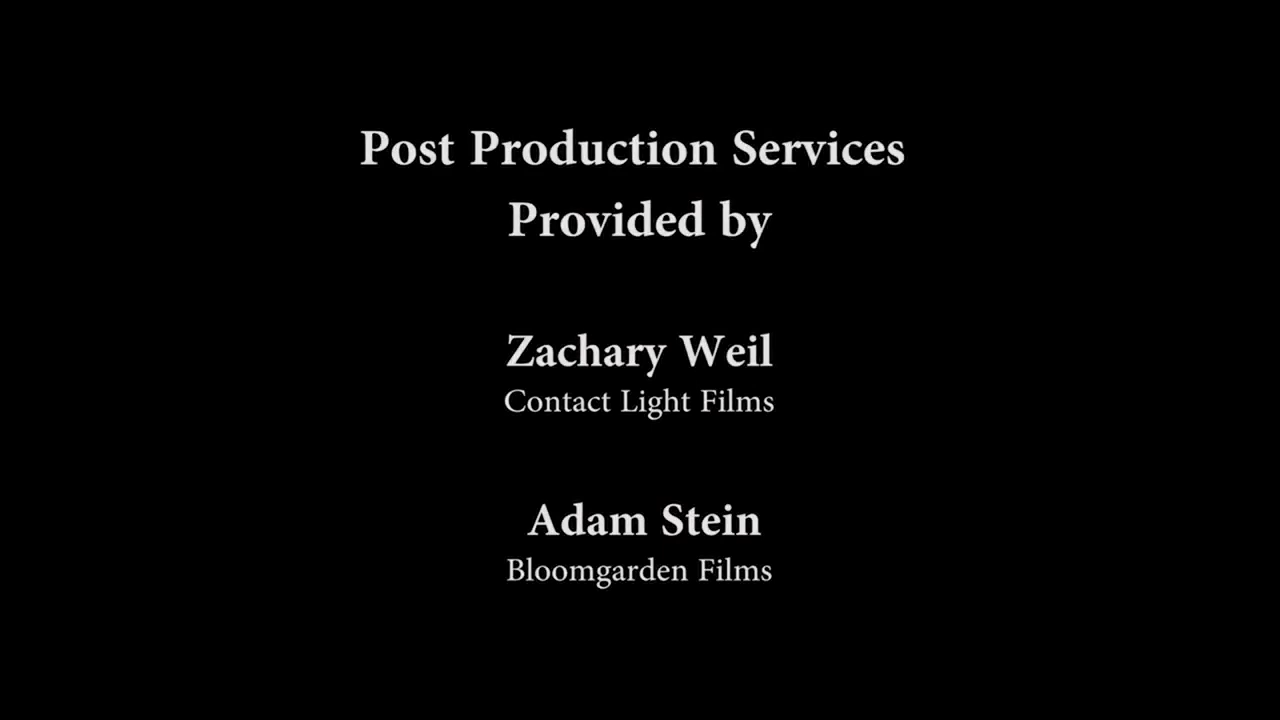 Post Production Services
Provided by
Zachary Weil
Contact Light Films
Adam Stein
Bloomgarden Films